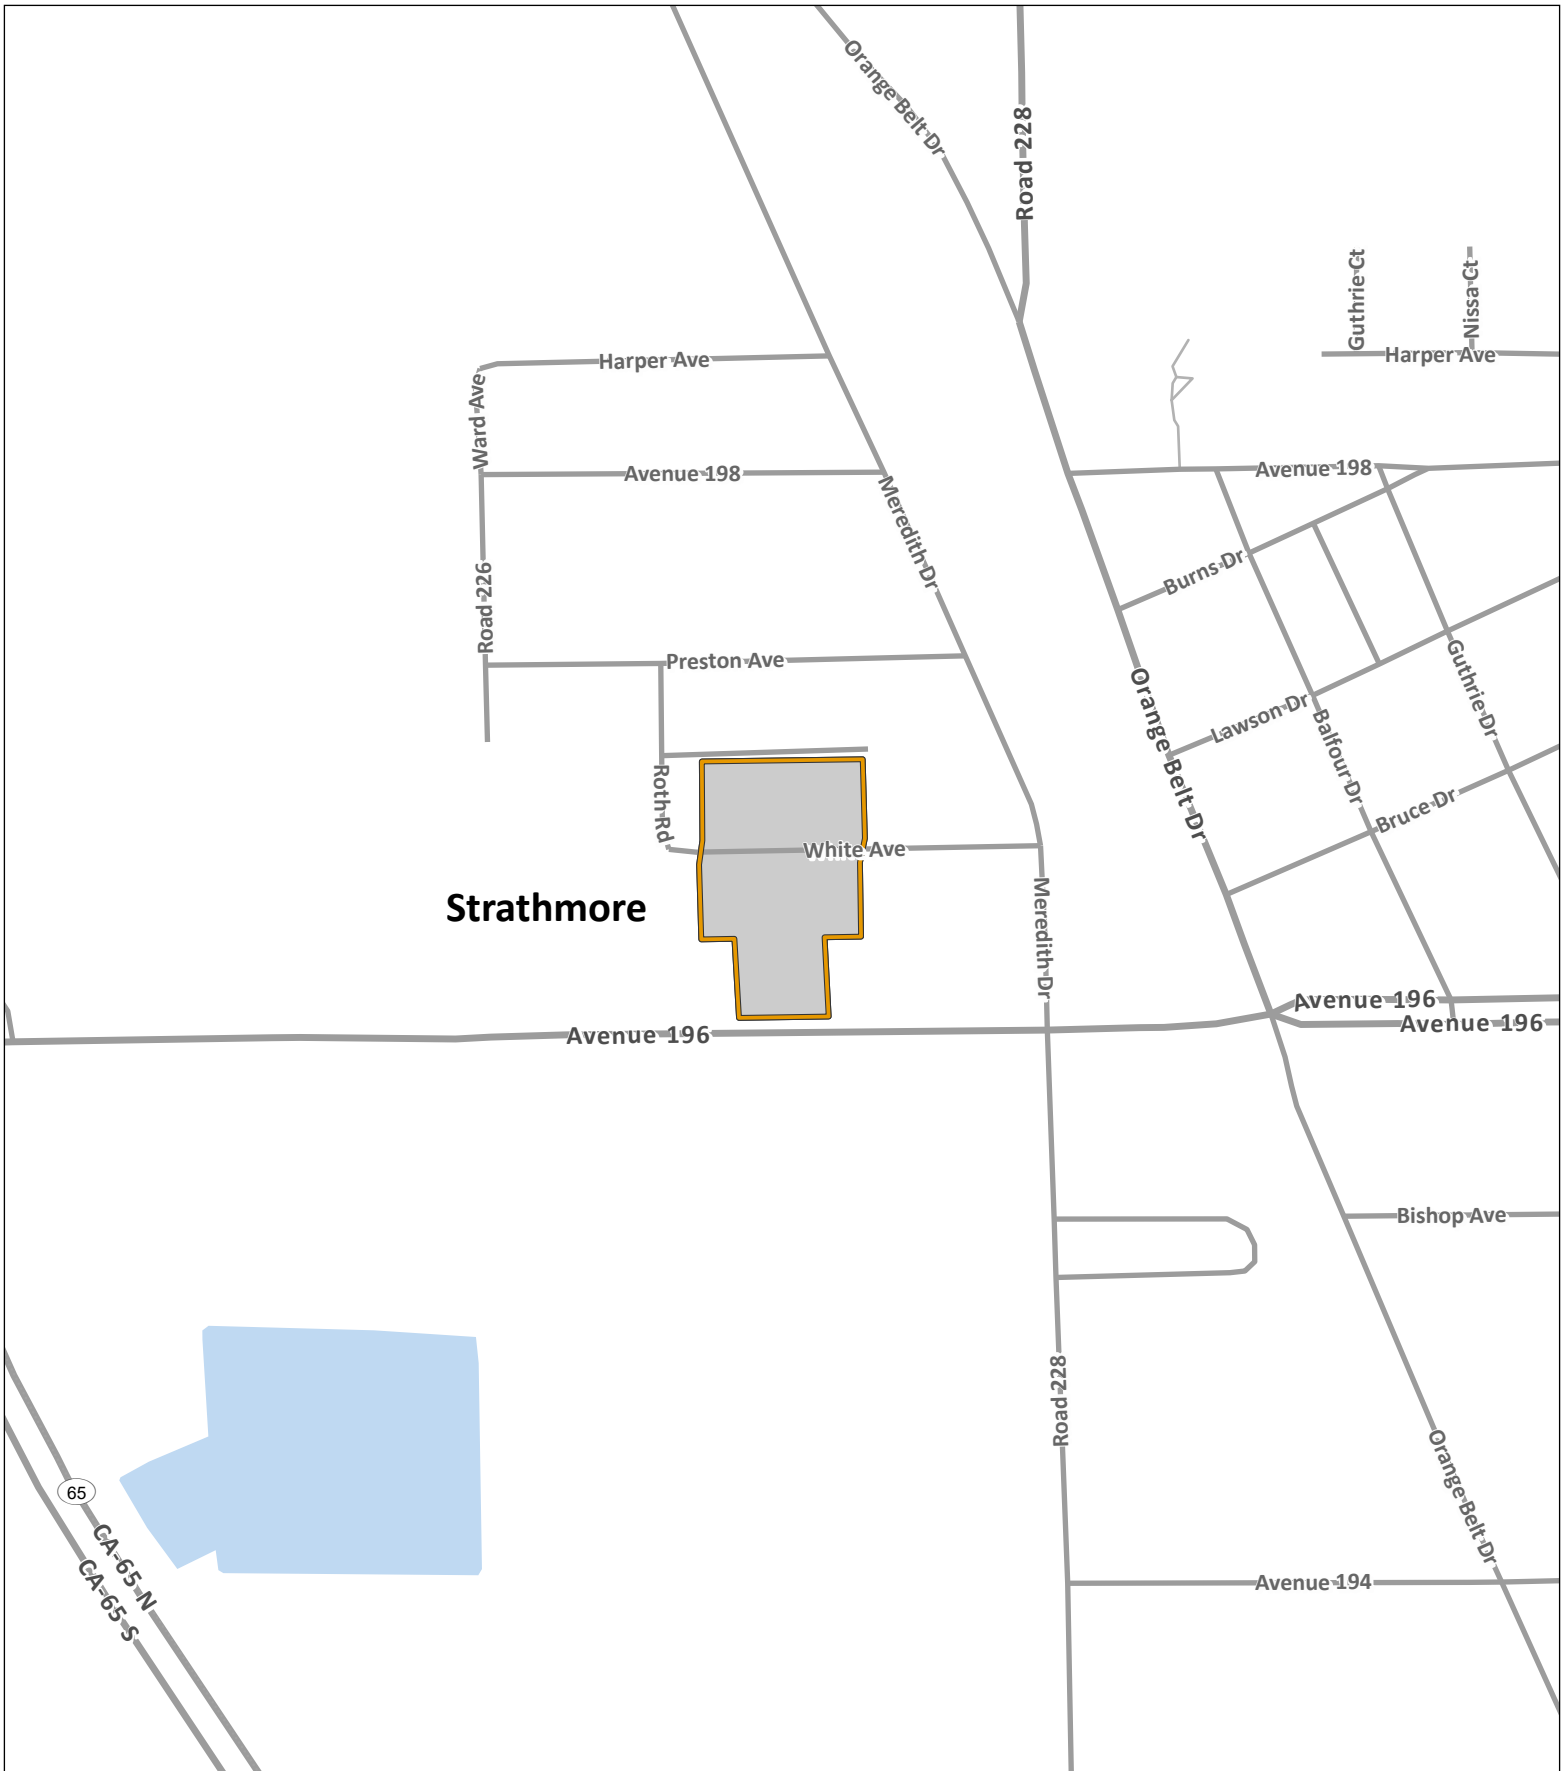 Orange Belt Dr
Road 228
Guthrie Ct
Nissa Ct
Harper Ave
Harper Ave
Ward Ave
Avenue 198
Avenue 198
Meredith Dr
Burns Dr
Road 226
Preston Ave
Orange Belt Dr
Guthrie Dr
Lawson Dr
Balfour Dr
Roth Rd
Bruce Dr
White Ave
Strathmore
Meredith Dr
Avenue 196
Avenue 196
Avenue 196
Bishop Ave
Road 228
Orange Belt Dr
65
CA-65 N
CA-65 S
Avenue 194